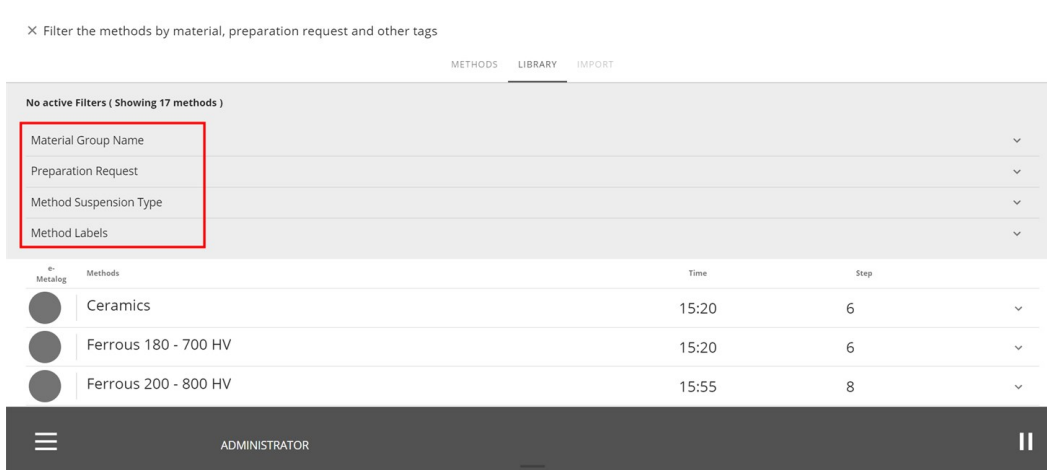 × Filter the methods by material, preparation request and other tags
METHODS LIBRARY IMPORT
No active Filters ( Showing 17 methods )
Material Group Name
Preparation Request
Method Suspension Type
Method Labels
e-Metalog Methods Time Step
Ceramics 15:20 6
Ferrous 180 - 700 HV 15:20 6
Ferrous 200 - 800 HV 15:55 8
ADMINISTRATOR